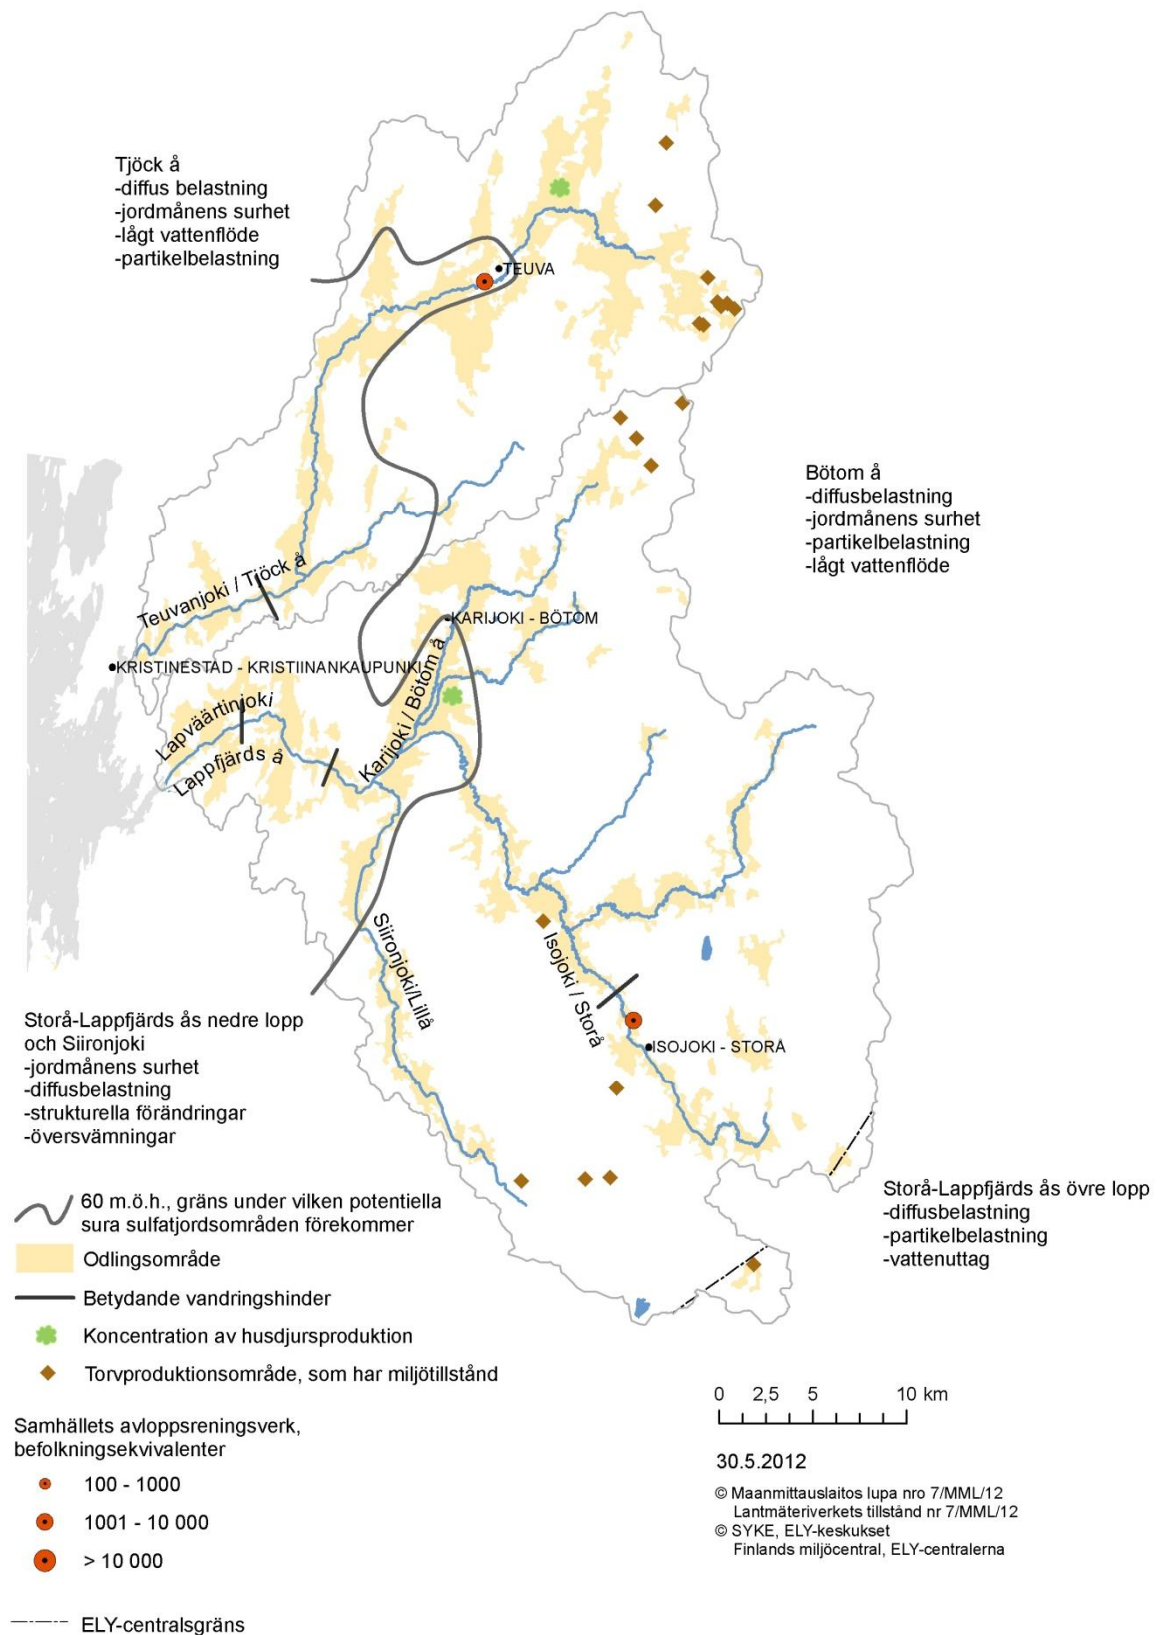 Tjöck å
-diffus belastning
-jordmånens surhet
-lågt vattenflöde
-partikelbelastning
TEUVA
Bötom å
-diffusbelastning
-jordmånens surhet
-partikelbelastning
-lågt vattenflöde
Teuvanjoki / Tjöck å
KARIJOKI - BÖTOM
KRISTINESTAD - KRISTIINANKAUPUNKI
Karijoki / Bötom å
Lapväärtinjoki
Lappfjärds å
Siironjoki/Lillå
Isojoki / Storå
ISOJOKI - STORÅ
Storå-Lappfjärds ås nedre lopp
och Siironjoki
-jordmånens surhet
-diffusbelastning
-strukturella förändringar
-översvämningar
Storå-Lappfjärds ås övre lopp
-diffusbelastning
-partikelbelastning
-vattenuttag
60 m.ö.h., gräns under vilken potentiella
sura sulfatjordsområden förekommer
Odlingsområde
Betydande vandringshinder
Koncentration av husdjursproduktion
Torvproduktionsområde, som har miljötillstånd
Samhällets avloppsreningsverk,
befolkningsekvivalenter
100 - 1000
1001 - 10 000
> 10 000
ELY-centralsgräns
0 2,5 5 10 km
30.5.2012
© Maanmittauslaitos lupa nro 7/MML/12
Lantmäteriverkets tillstånd nr 7/MML/12
© SYKE, ELY-keskukset
Finlands miljöcentral, ELY-centralerna